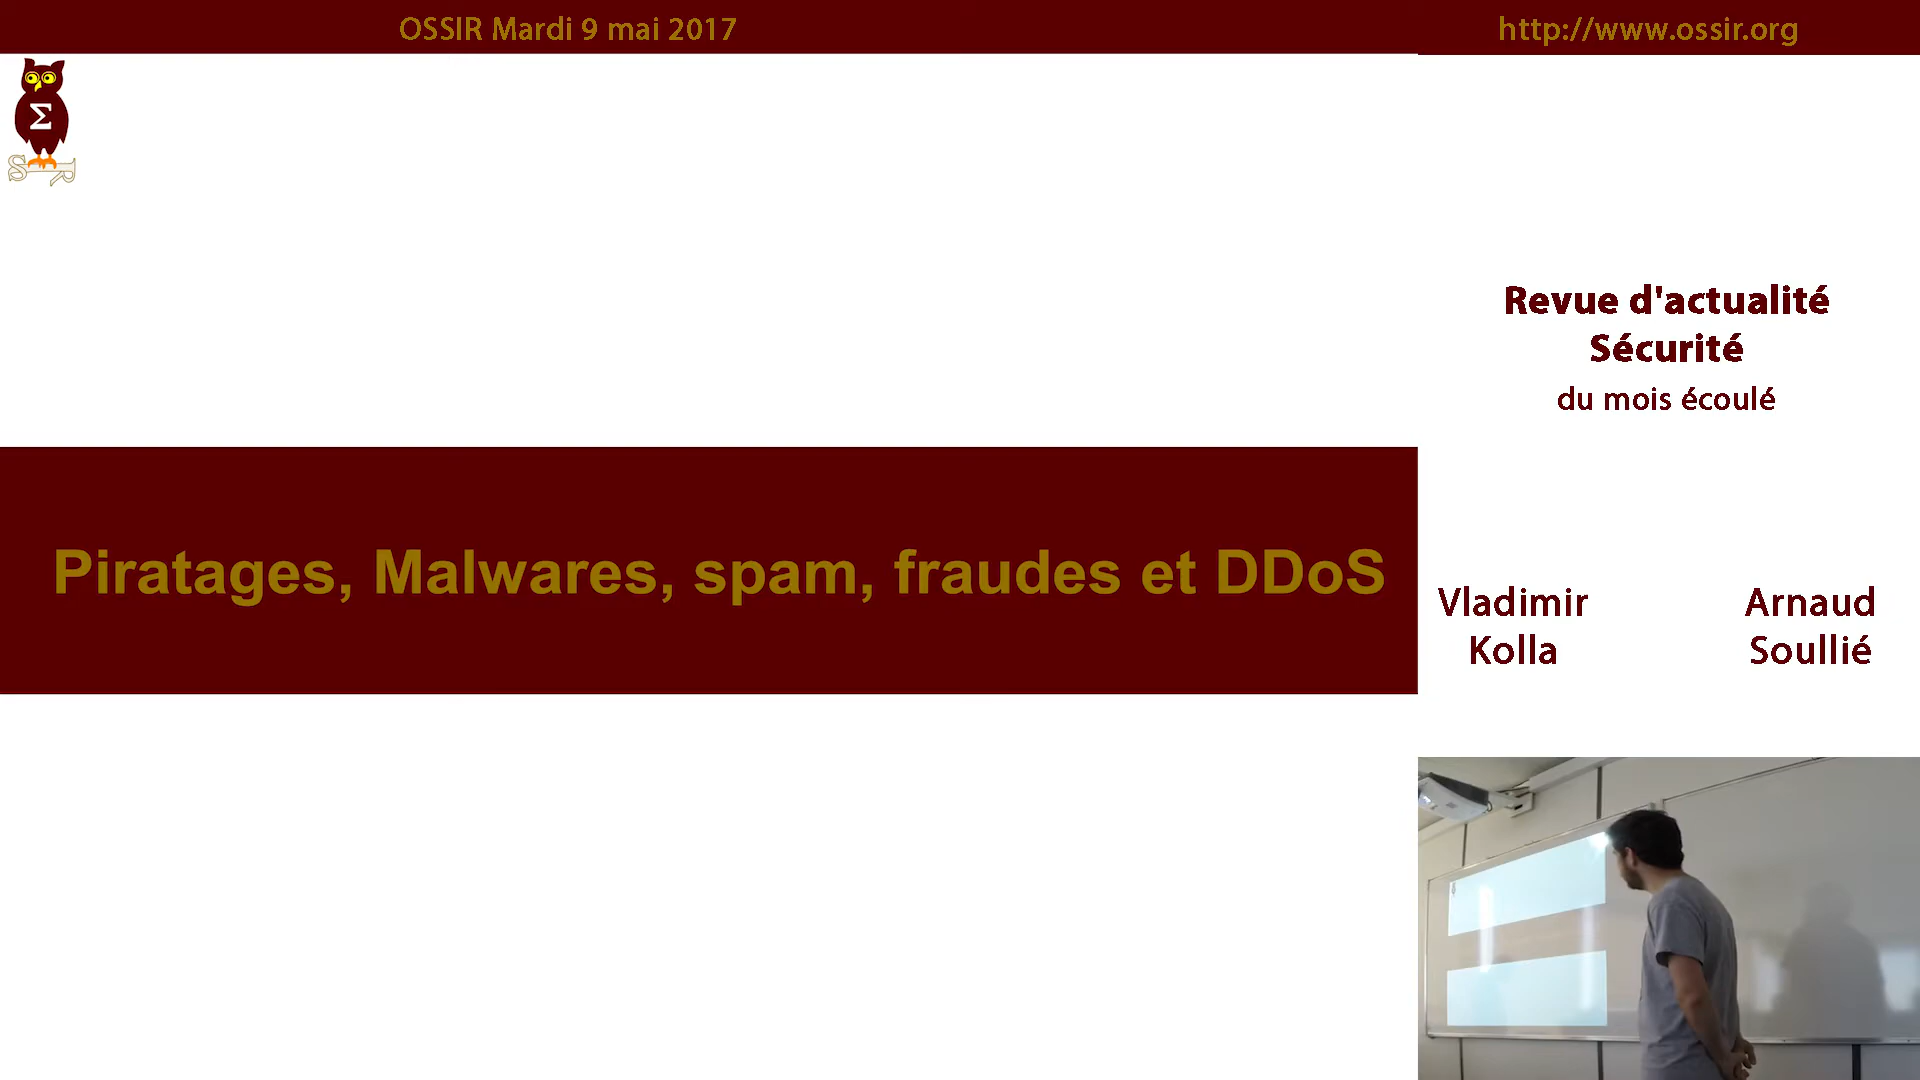 OSSIR Mardi 9 mai 2017
http://www.ossir.org
Σ
S R
Revue d'actualité
Sécurité
du mois écoulé
Piratages, Malwares, spam, fraudes et DDoS
Vladimir
Kolla
Arnaud
Soullié